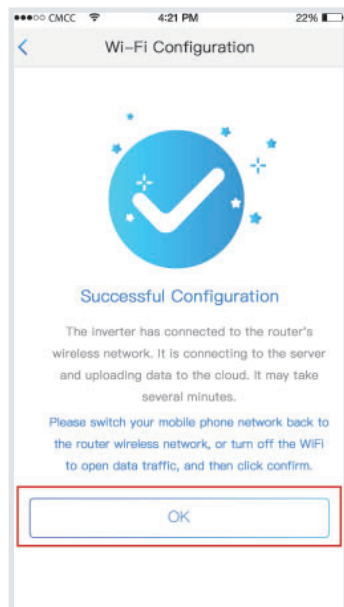 CMCC 4:21 PM 22%
Wi-Fi Configuration
Successful Configuration
The inverter has connected to the router's
wireless network. It is connecting to the server
and uploading data to the cloud. It may take
several minutes.
Please switch your mobile phone network back to
the router wireless network, or turn off the WiFi
to open data traffic, and then click confirm.
OK